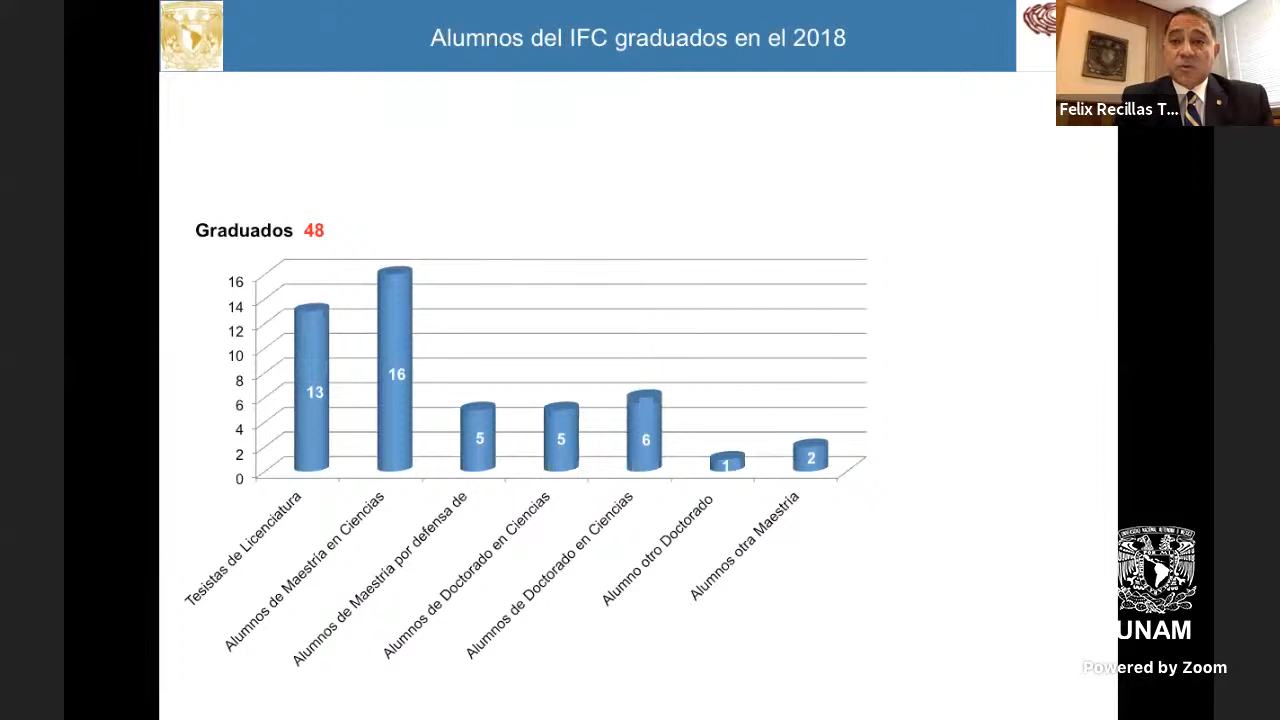 Alumnos del IFC graduados en el 2018
Felix Recillas T...
Graduados 48
16
14
12
10
8
6
4
2
0
13
16
5
5
6
1
2
Tesistas de Licenciatura
Alumnos de Maestría en Ciencias
Alumnos de Maestría por defensa de
Alumnos de Doctorado en Ciencias
Alumnos de Doctorado en Ciencias
Alumno otro Doctorado
Alumnos otra Maestría
UNAM
Powered by Zoom